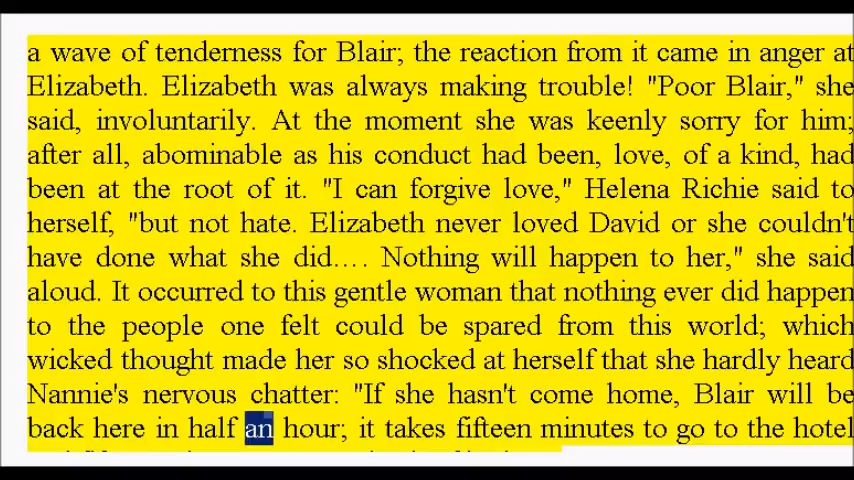 a wave of tenderness for Blair; the reaction from it came in anger at
Elizabeth. Elizabeth was always making trouble! "Poor Blair," she
said, involuntarily. At the moment she was keenly sorry for him;
after all, abominable as his conduct had been, love, of a kind, had
been at the root of it. "I can forgive love," Helena Richie said to
herself, "but not hate. Elizabeth never loved David or she couldn't
have done what she did.... Nothing will happen to her," she said
aloud. It occurred to this gentle woman that nothing ever did happen
to the people one felt could be spared from this world; which
wicked thought made her so shocked at herself that she hardly heard
Nannie's nervous chatter: "If she hasn't come home, Blair will be
back here in half an hour; it takes fifteen minutes to go to the hotel